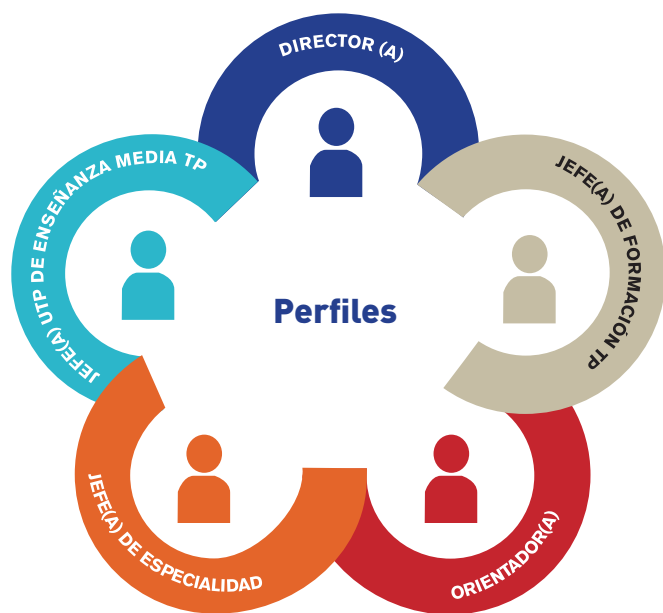 DIRECTOR (A)
JEFE(A) DE FORMACIÓN TP
ORIENTADOR(A)
JEFE(A) DE ESPECIALIDAD
JEFE(A) UTP DE ENSEÑANZA MEDIA TP
Perfiles